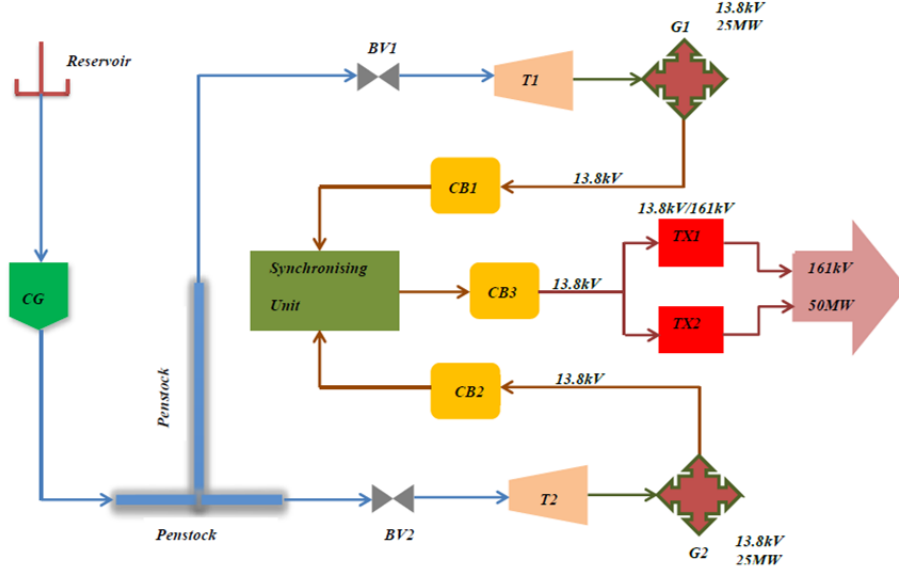 13.8kV
25MW
G1
BV1
Reservoir
T1
CB1
13.8kV
13.8kV/161kV
TX1
Synchronising
Unit
CB3
13.8kV
161kV
50MW
CG
TX2
Penstock
CB2
13.8kV
T2
Penstock
BV2
G2
13.8kV
25MW